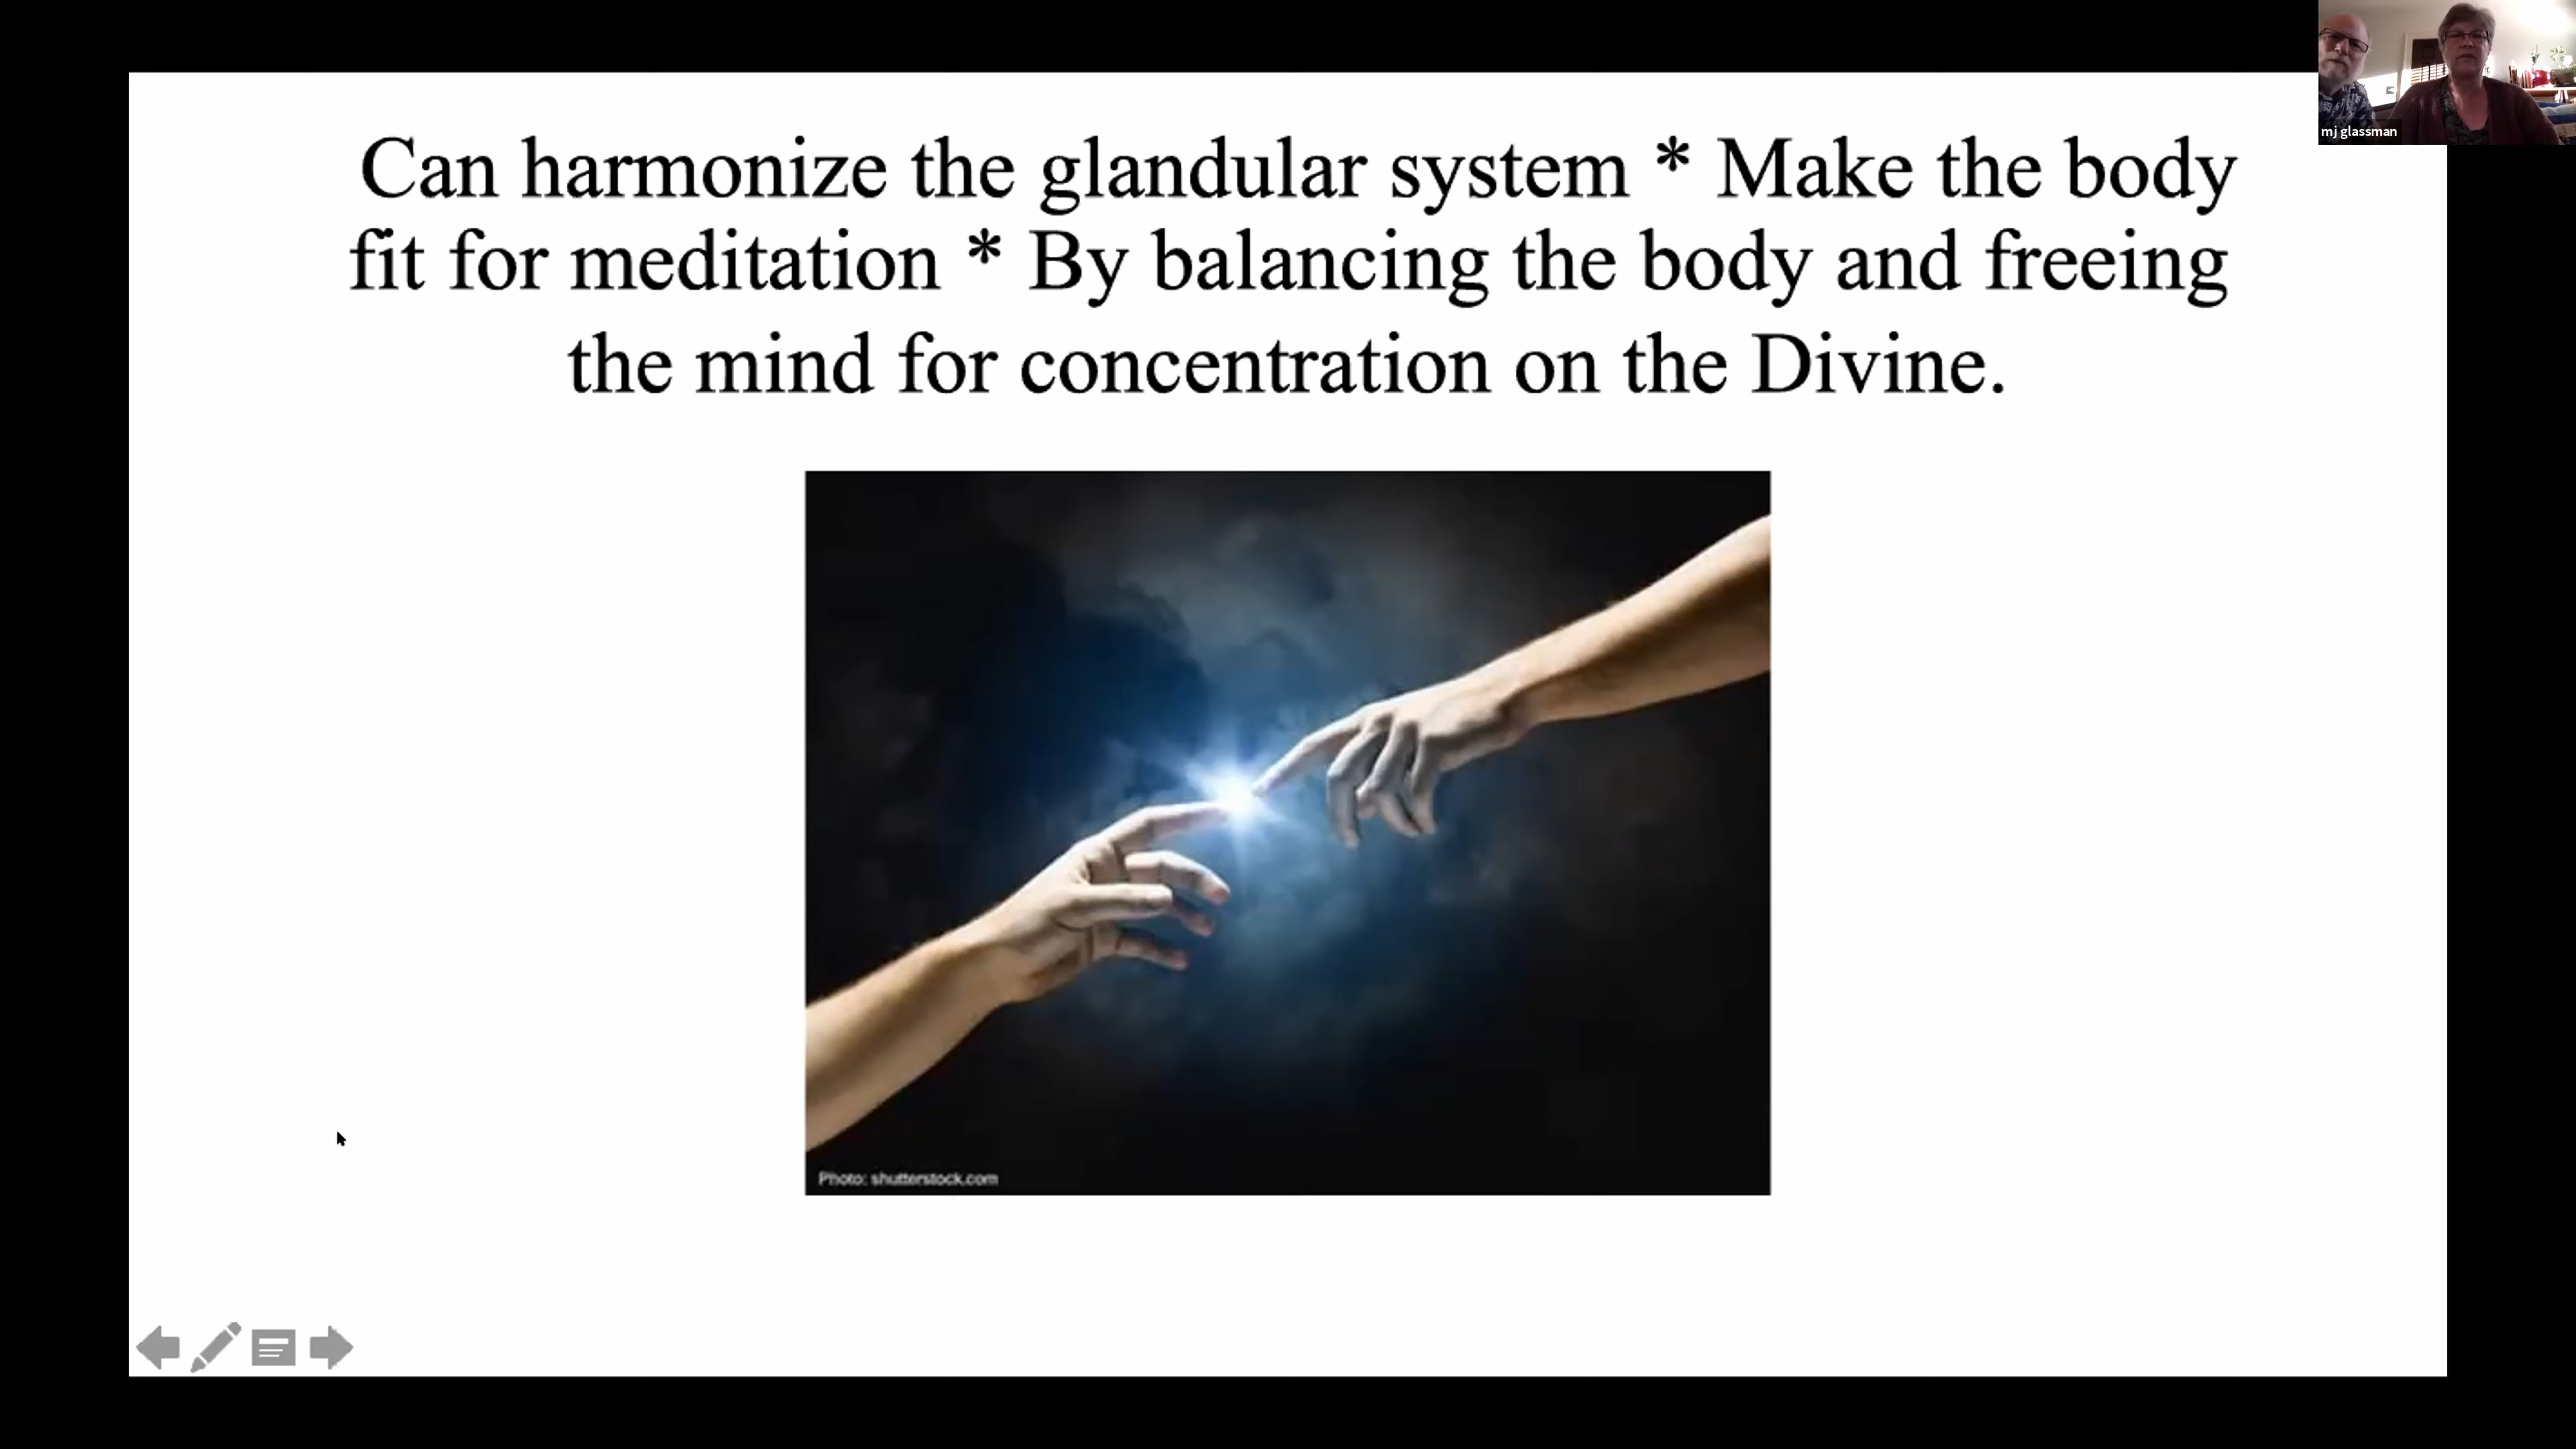 mj glassman
Can harmonize the glandular system * Make the body
fit for meditation * By balancing the body and freeing
the mind for concentration on the Divine.
Photo: shutterstock.com